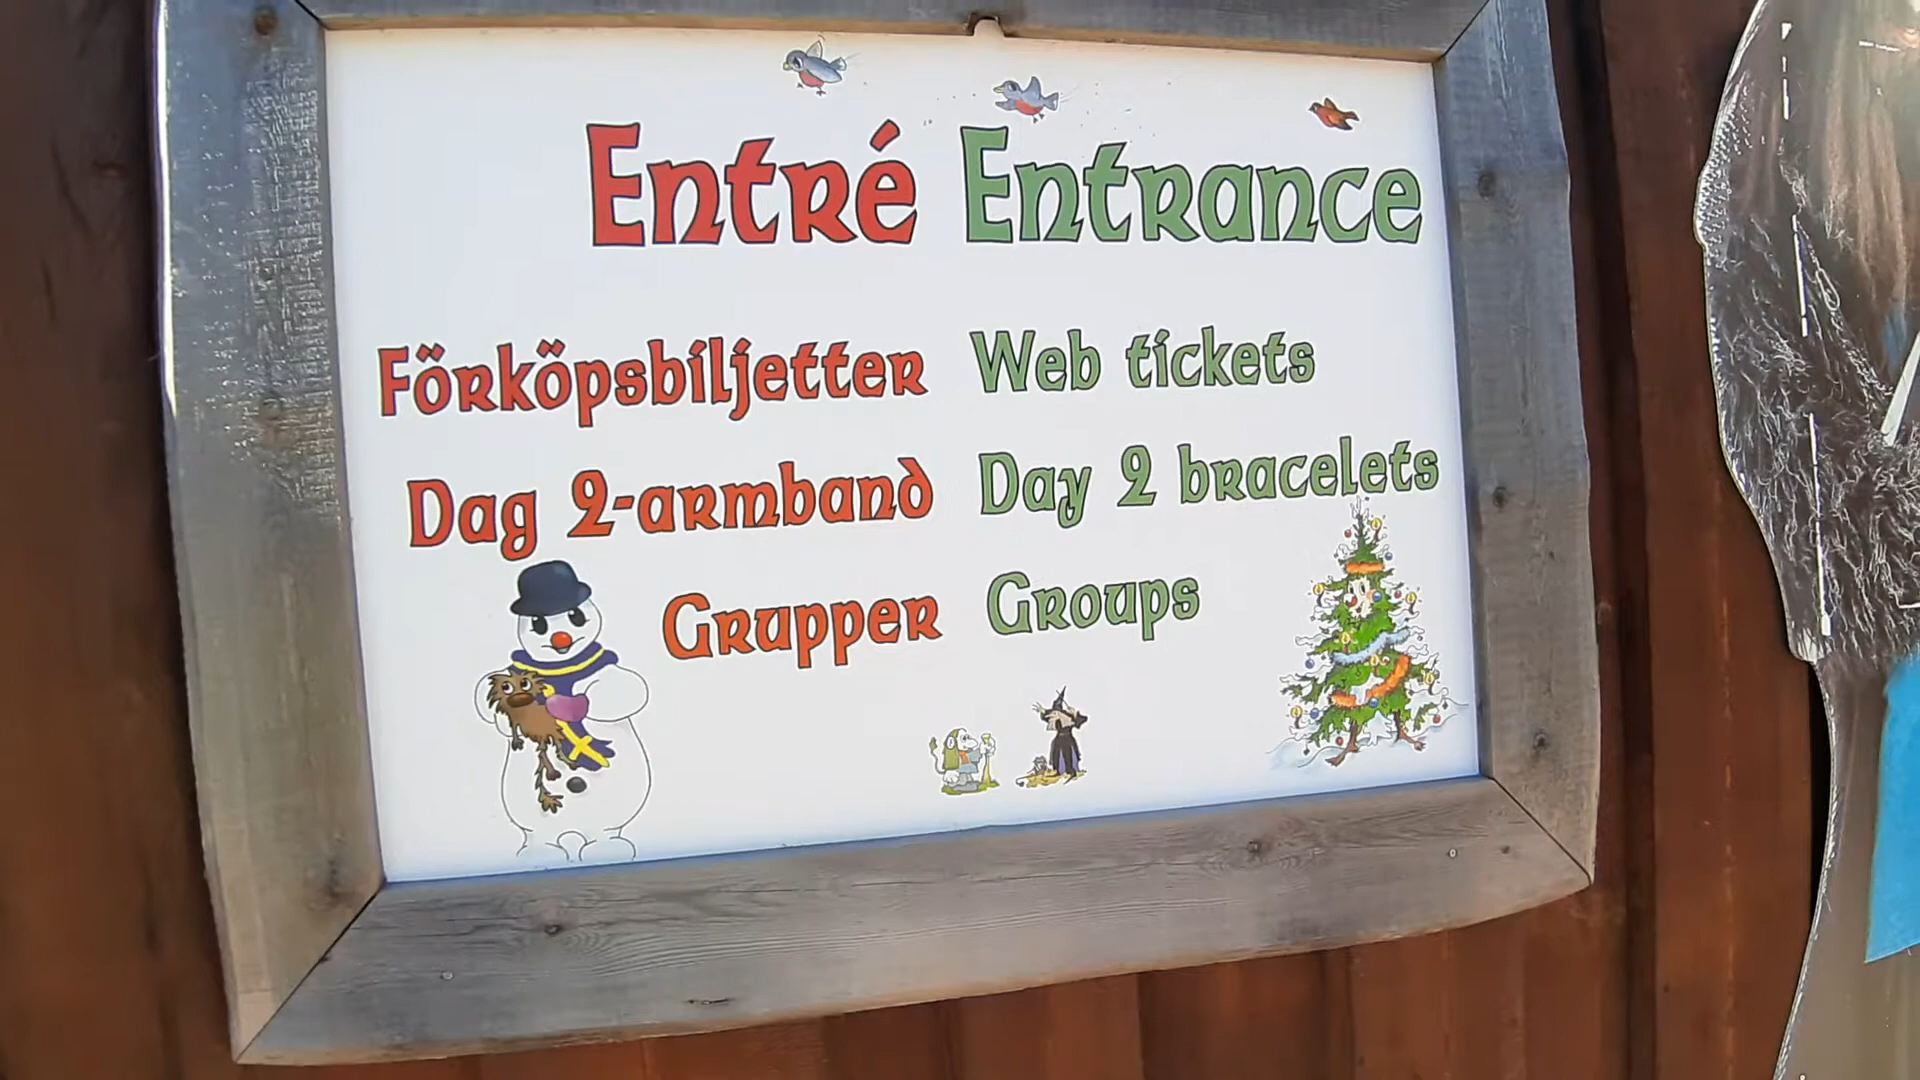 Entré Entrance
Förköpsbiljetter Web tickets
Dag 2-armband Day 2 bracelets
Grupper Groups